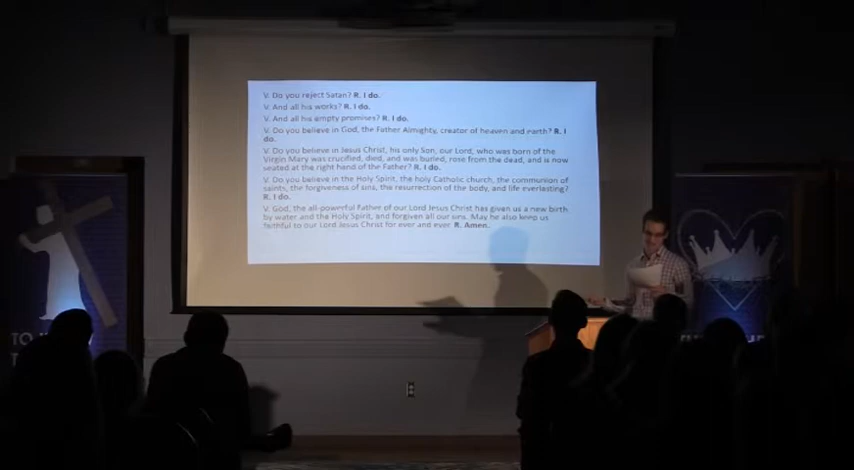 V. Do you reject Satan? R. I do.
V. And all his works? R. I do.
V. And all his empty promises? R. I do.
V. Do you believe in God, the Father Almighty, creator of heaven and earth? R. I
do.
V. Do you believe in Jesus Christ, his only Son, our Lord, who was born of the
Virgin Mary was crucified, died, and was buried, rose from the dead, and is now
seated at the right hand of the Father? R. I do.
V. Do you believe in the Holy Spirit, the holy Catholic church, the communion of
saints, the forgiveness of sins, the resurrection of the body, and life everlasting?
R. I do.
V. God, the all-powerful Father of our Lord Jesus Christ has given us a new birth
by water and the Holy Spirit, and forgiven all our sins. May he also keep us
faithful to our Lord Jesus Christ for ever and ever R. Amen.
TO